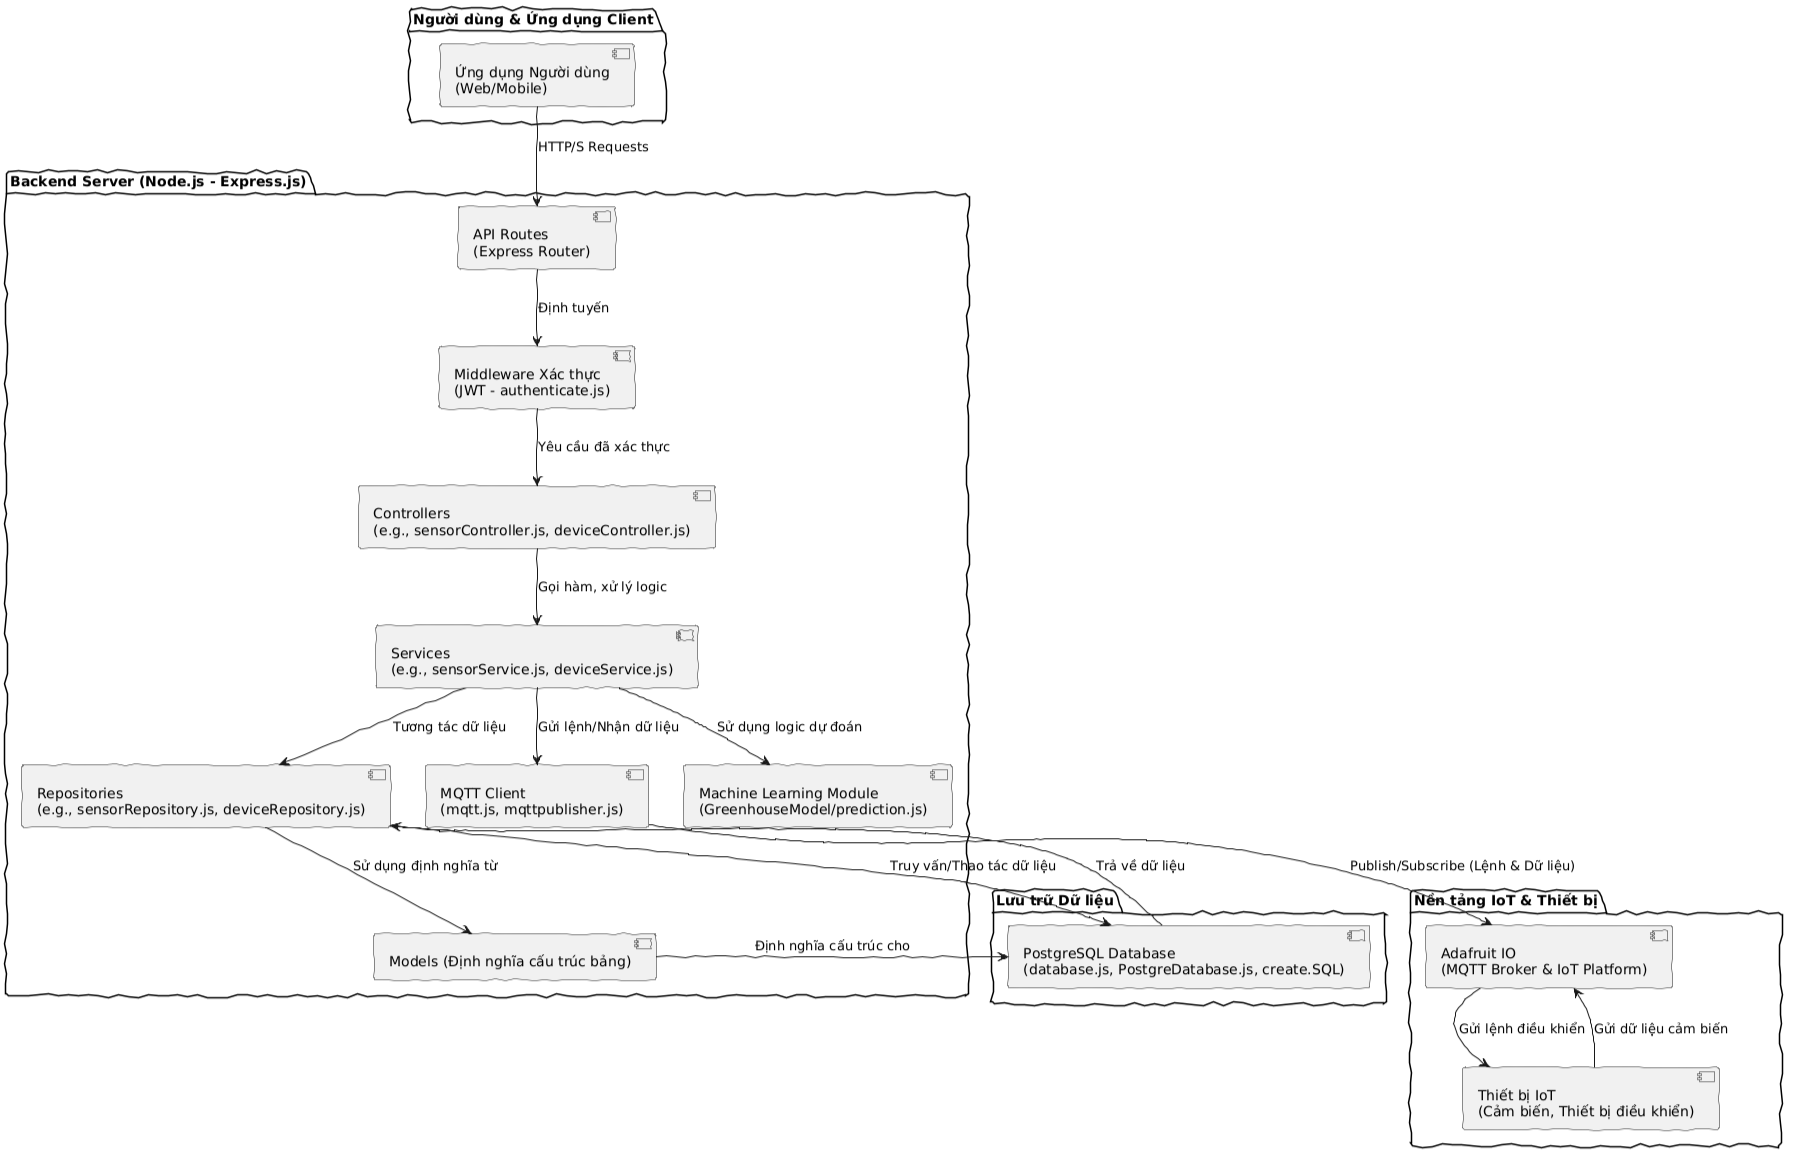 Người dùng & Ứng dụng Client
Ứng dụng Người dùng
(Web/Mobile)
HTTP/S Requests
Backend Server (Node.js - Express.js)
API Routes
(Express Router)
Định tuyến
Middleware Xác thực
(JWT - authenticate.js)
Yêu cầu đã xác thực
Controllers
(e.g., sensorController.js, deviceController.js)
Gọi hàm, xử lý logic
Services
(e.g., sensorService.js, deviceService.js)
Tương tác dữ liệu
Gửi lệnh/Nhận dữ liệu
Sử dụng logic dự đoán
Repositories
(e.g., sensorRepository.js, deviceRepository.js)
MQTT Client
(mqtt.js, mqttpublisher.js)
Machine Learning Module
(GreenhouseModel/prediction.js)
Sử dụng định nghĩa từ
Truy vấn/Thao tác dữ liệu
Trả về dữ liệu
Publish/Subscribe (Lệnh & Dữ liệu)
Models (Định nghĩa cấu trúc bảng)
Định nghĩa cấu trúc cho
Lưu trữ Dữ liệu
PostgreSQL Database
(database.js, PostgreDatabase.js, create.SQL)
Nền tảng IoT & Thiết bị
Adafruit IO
(MQTT Broker & IoT Platform)
Gửi lệnh điều khiển
Gửi dữ liệu cảm biến
Thiết bị IoT
(Cảm biến, Thiết bị điều khiển)